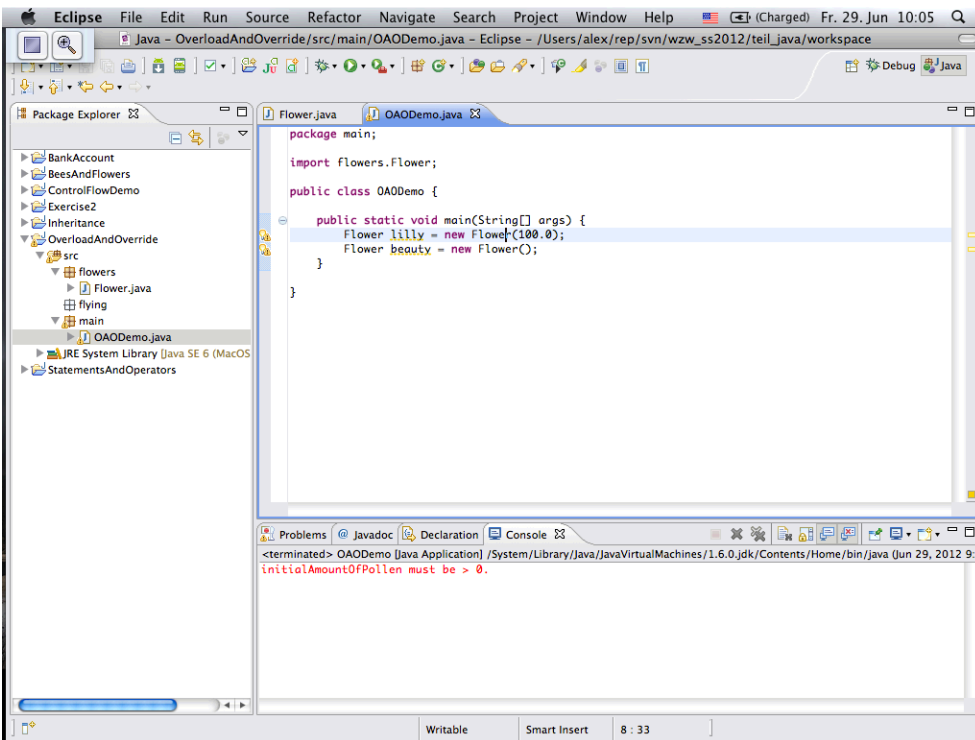 Eclipse File Edit Run Source Refactor Navigate Search Project Window Help (Charged) Fr. 29. Jun 10:05
Java – OverloadAndOverride/src/main/OAODemo.java – Eclipse – /Users/alex/rep/svn/wzw_ss2012/teil_java/workspace
Debug Java
Package Explorer
BankAccount
BeesAndFlowers
ControlFlowDemo
Exercise2
Inheritance
OverloadAndOverride
src
flowers
Flower.java
flying
main
OAODemo.java
JRE System Library [Java SE 6 (MacOS
StatementsAndOperators
Flower.java OAODemo.java
package main;
import flowers.Flower;
public class OAODemo {
public static void main(String[] args) {
Flower lilly = new Flower(100.0);
Flower beauty = new Flower();
}
}
Problems @ Javadoc Declaration Console
<terminated> OAODemo [Java Application] /System/Library/Java/JavaVirtualMachines/1.6.0.jdk/Contents/Home/bin/java (Jun 29, 2012 9:
initialAmountOfPollen must be > 0.
Writable Smart Insert 8 : 33